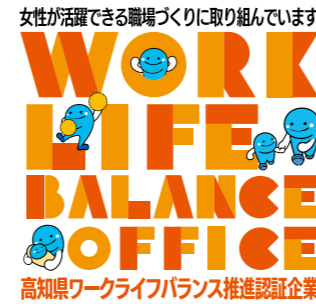 女性が活躍できる職場づくりに取り組んでいます
WORK
LIFE
BALANCE
OFFICE
高知県ワークライフバランス推進認証企業